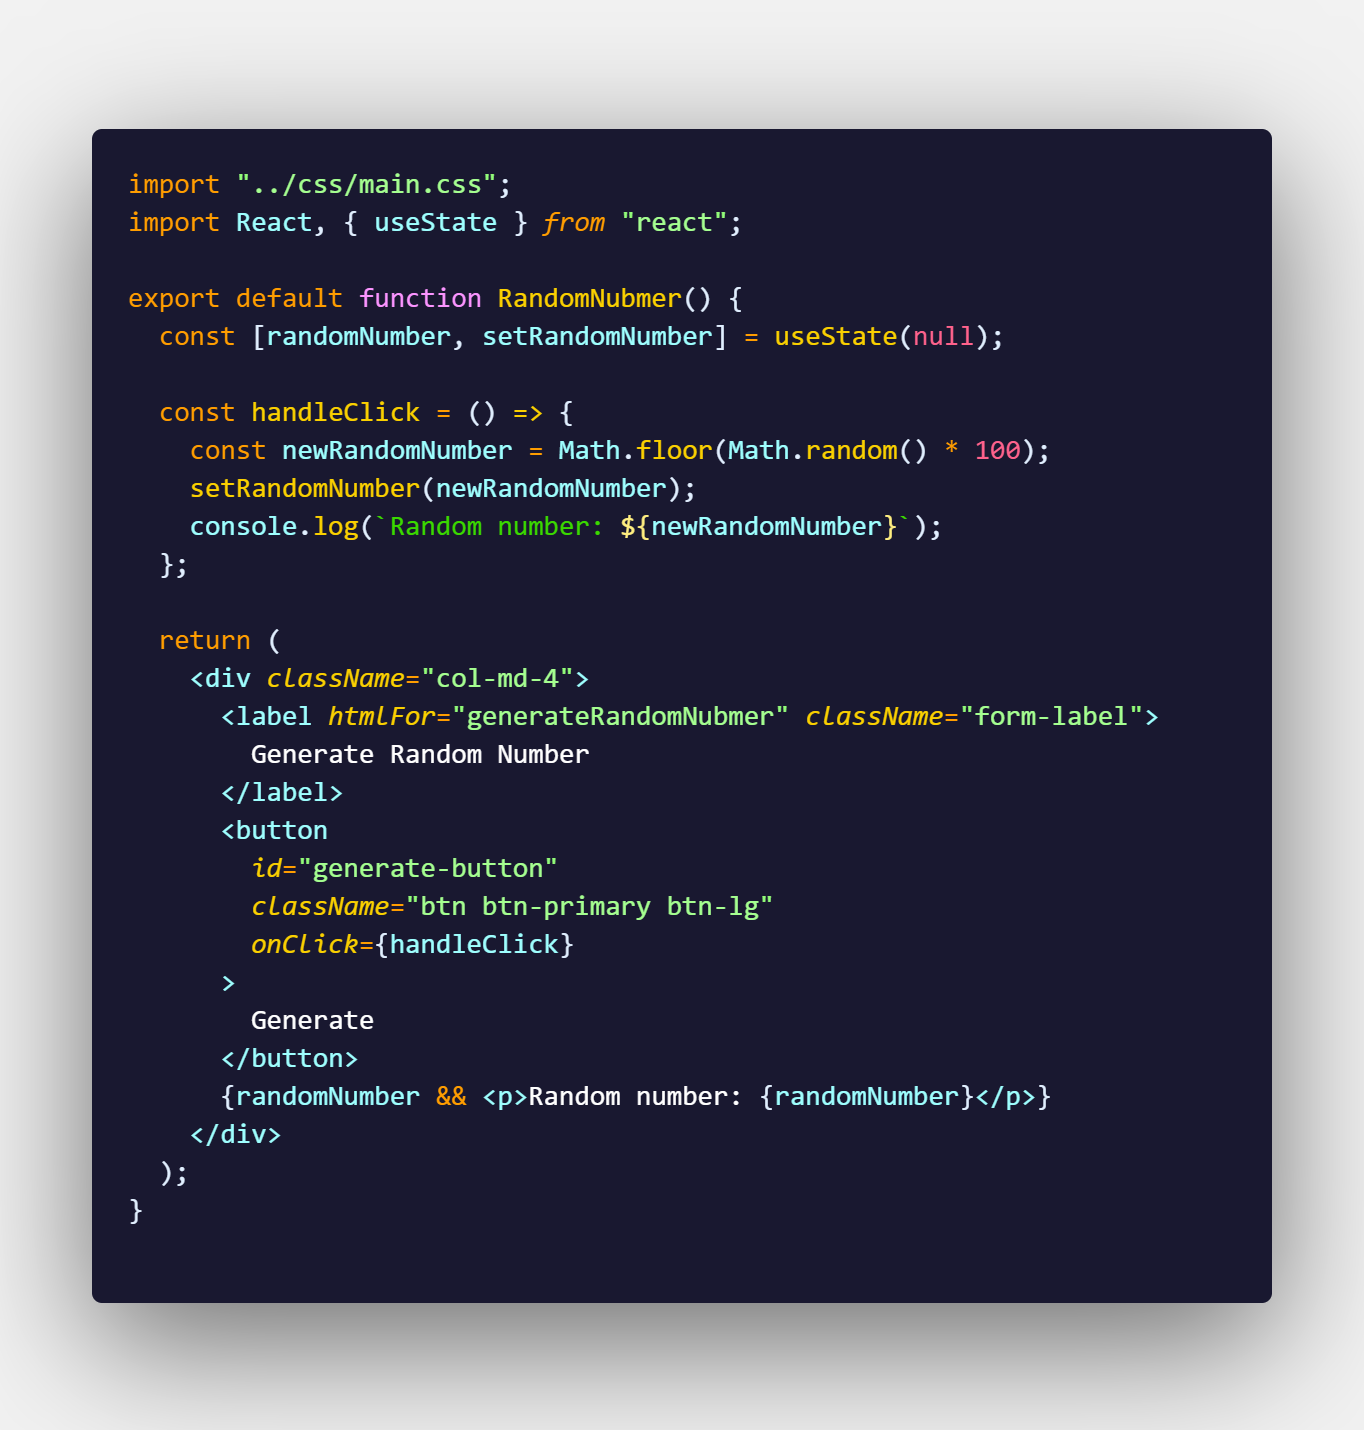 import "../css/main.css";
import React, { useState } from "react";

export default function RandomNubmer() {
  const [randomNumber, setRandomNumber] = useState(null);

  const handleClick = () => {
    const newRandomNumber = Math.floor(Math.random() * 100);
    setRandomNumber(newRandomNumber);
    console.log(`Random number: ${newRandomNumber}`);
  };

  return (
    <div className="col-md-4">
      <label htmlFor="generateRandomNubmer" className="form-label">
        Generate Random Number
      </label>
      <button
        id="generate-button"
        className="btn btn-primary btn-lg"
        onClick={handleClick}
      >
        Generate
      </button>
      {randomNumber && <p>Random number: {randomNumber}</p>}
    </div>
  );
}